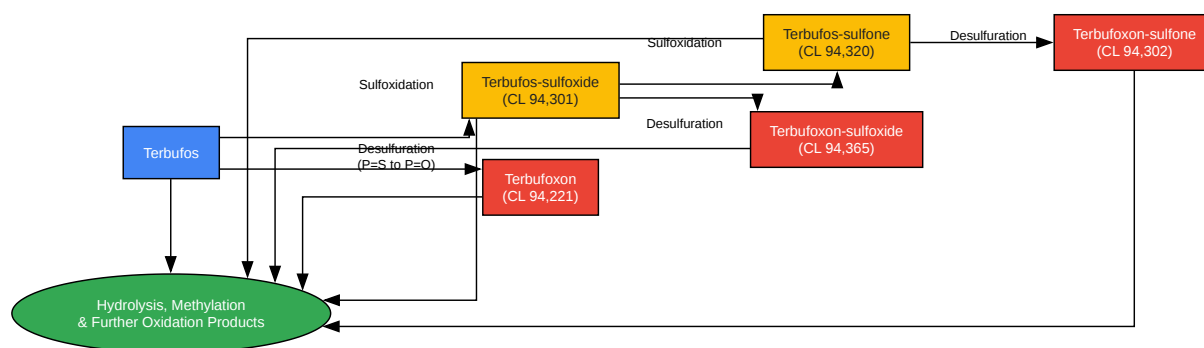 Terbufos-sulfone
(CL 94,320)
Desulfuration
Terbufoxon-sulfone
(CL 94,302)
Sulfoxidation
Sulfoxidation
Terbufos-sulfoxide
(CL 94,301)
Desulfuration
Terbufoxon-sulfoxide
(CL 94,365)
Terbufos
Desulfuration
(P=S to P=O)
Terbufoxon
(CL 94,221)
Hydrolysis, Methylation
& Further Oxidation Products